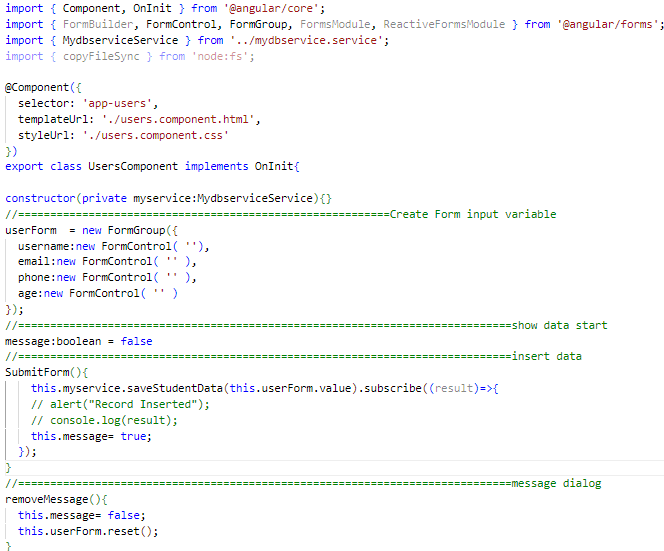 import { Component, OnInit } from '@angular/core';
import { FormBuilder, FormControl, FormGroup, FormsModule, ReactiveFormsModule } from '@angular/forms';
import { MydbserviceService } from '../mydbservice.service';
import { copyFileSync } from 'node:fs';
@Component({
  selector: 'app-users',
  templateUrl: './users.component.html',
  styleUrl: './users.component.css'
})
export class UsersComponent implements OnInit{
constructor(private myservice:MydbserviceService){}
//==========================================================Create Form input variable
userForm  = new FormGroup({
  username:new FormControl( ''),
  email:new FormControl( '' ),
  phone:new FormControl( '' ),
  age:new FormControl( '' )
});
//=============================================================================show data start
message:boolean = false
//=============================================================================insert data
SubmitForm(){
    this.myservice.saveStudentData(this.userForm.value).subscribe((result)=>{
    // alert("Record Inserted");
    // console.log(result);
    this.message= true;
  });
}
//=============================================================================message dialog
removeMessage(){
  this.message= false;
  this.userForm.reset();
}